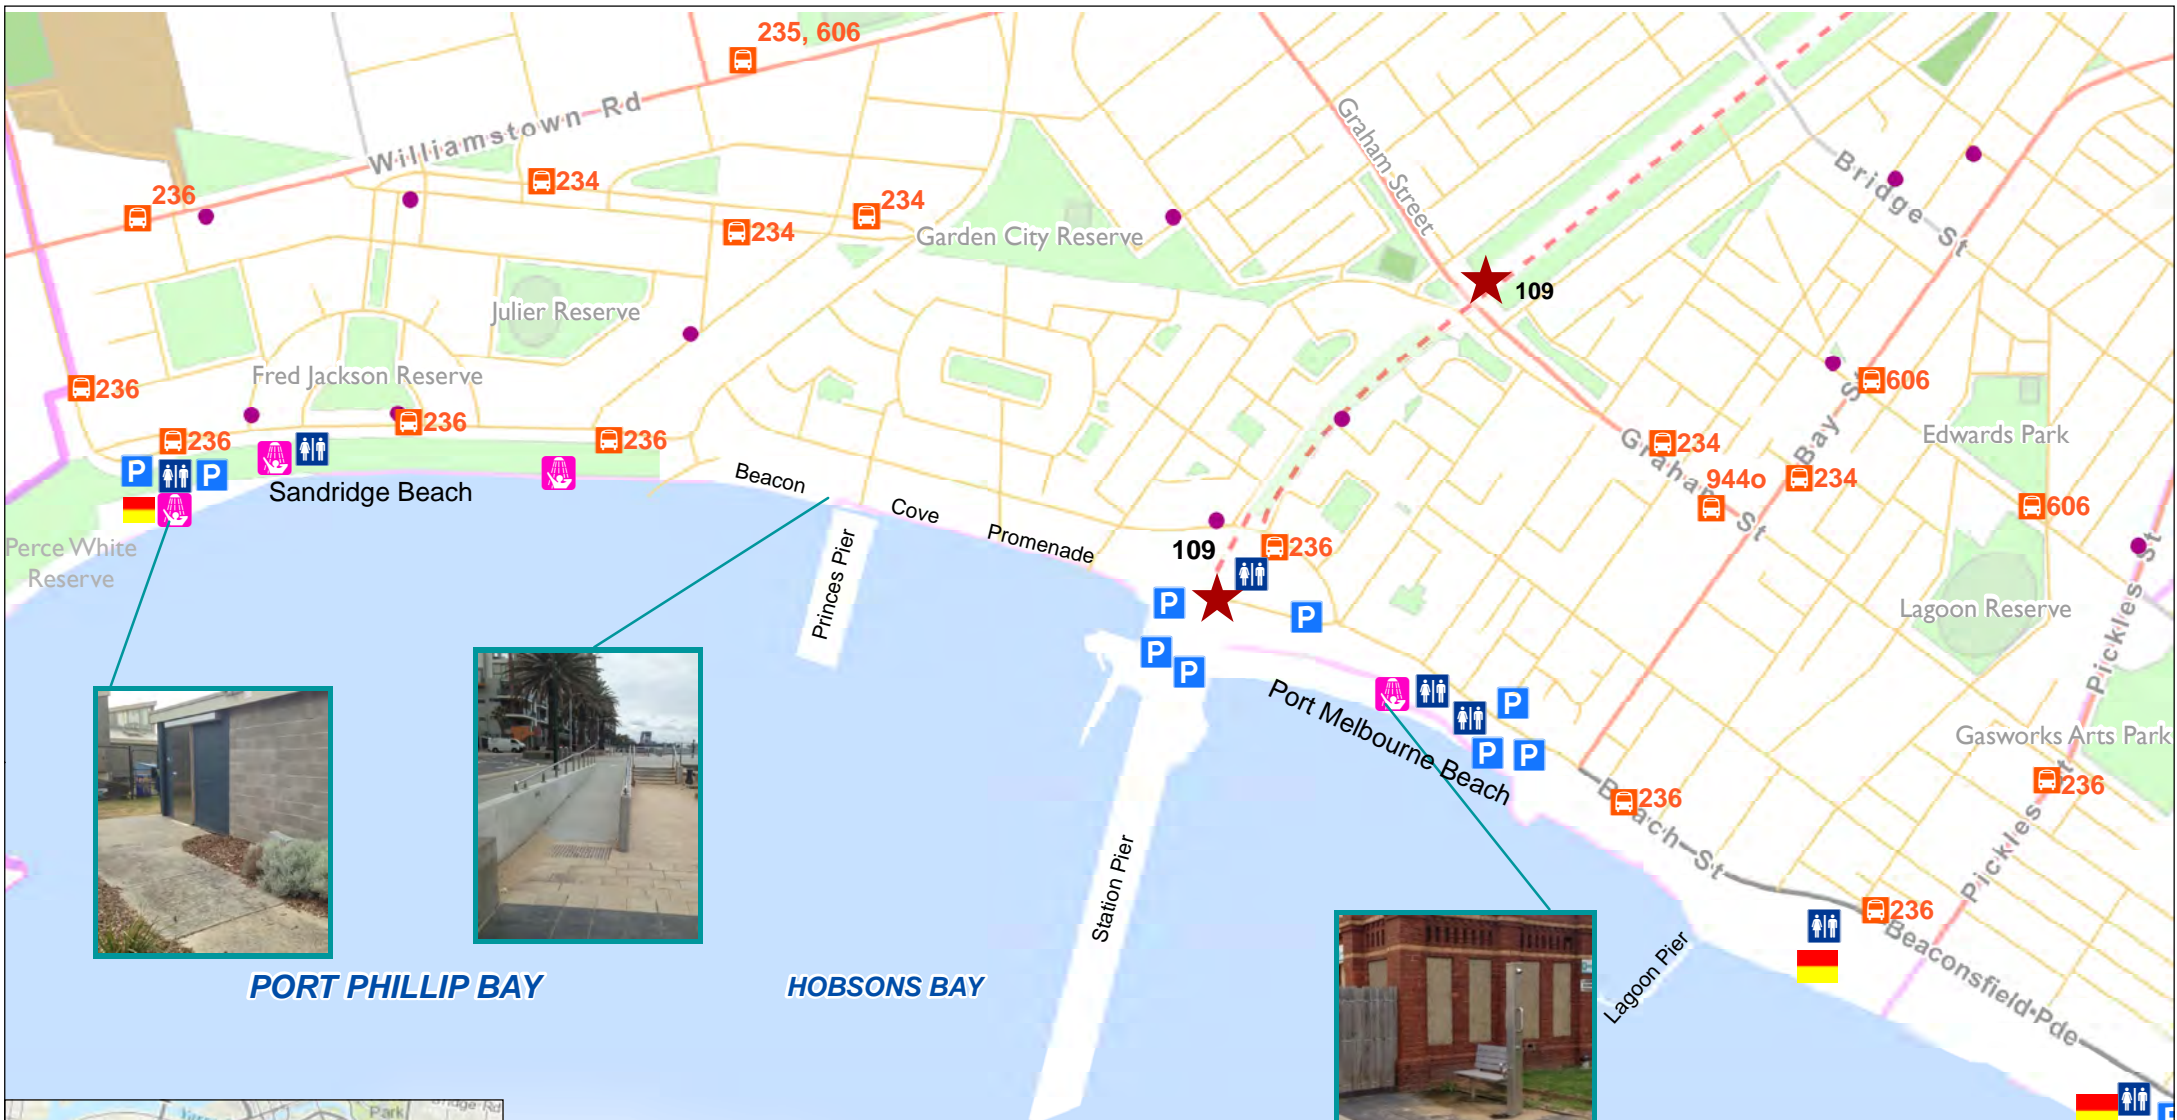 235, 606
Williamstown Rd
236
234
234
234
Garden City Reserve
Graham Street
Bridge St
109
Julier Reserve
Fred Jackson Reserve
236
236
236
236
P
P
Sandridge Beach
Perce White
Reserve
Beacon
Cove
Promenade
Princes Pier
109
236
P
P
P
P
606
Bay St
234
Graham St
944o
234
Edwards Park
606
Lagoon Reserve
Pickles St
Gasworks Arts Park
Port Melbourne Beach
P
P
P
236
Beach St
236
Pickles St
236
Beaconsfield Pde
Station Pier
Lagoon Pier
PORT PHILLIP BAY
HOBSONS BAY
Park